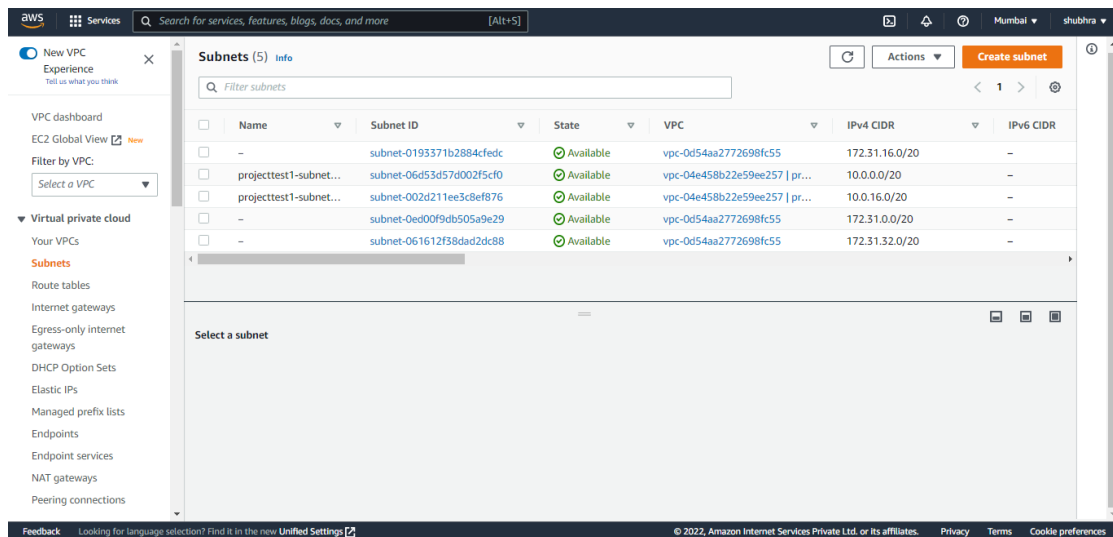 aws Services Search for services, features, blogs, docs, and more [Alt+S] Mumbai shubhra
New VPC
Experience
Tell us what you think
VPC dashboard
EC2 Global View New
Filter by VPC:
Select a VPC
Virtual private cloud
Your VPCs
Subnets
Route tables
Internet gateways
Egress-only internet
gateways
DHCP Option Sets
Elastic IPs
Managed prefix lists
Endpoints
Endpoint services
NAT gateways
Peering connections
Subnets (5) Info Actions Create subnet
Filter subnets 1
Name Subnet ID State VPC IPv4 CIDR IPv6 CIDR
– subnet-0193371b2884cfedc Available vpc-0d54aa2772698fc55 172.31.16.0/20 –
projecttest1-subnet... subnet-06d53d57d002f5cf0 Available vpc-04e458b22e59ee257 | pr... 10.0.0.0/20 –
projecttest1-subnet... subnet-002d211ee3c8ef876 Available vpc-04e458b22e59ee257 | pr... 10.0.16.0/20 –
– subnet-0ed00f9db505a9e29 Available vpc-0d54aa2772698fc55 172.31.0.0/20 –
– subnet-061612f38dad2dc88 Available vpc-0d54aa2772698fc55 172.31.32.0/20 –
Select a subnet
Feedback Looking for language selection? Find it in the new Unified Settings © 2022, Amazon Internet Services Private Ltd. or its affiliates. Privacy Terms Cookie preferences